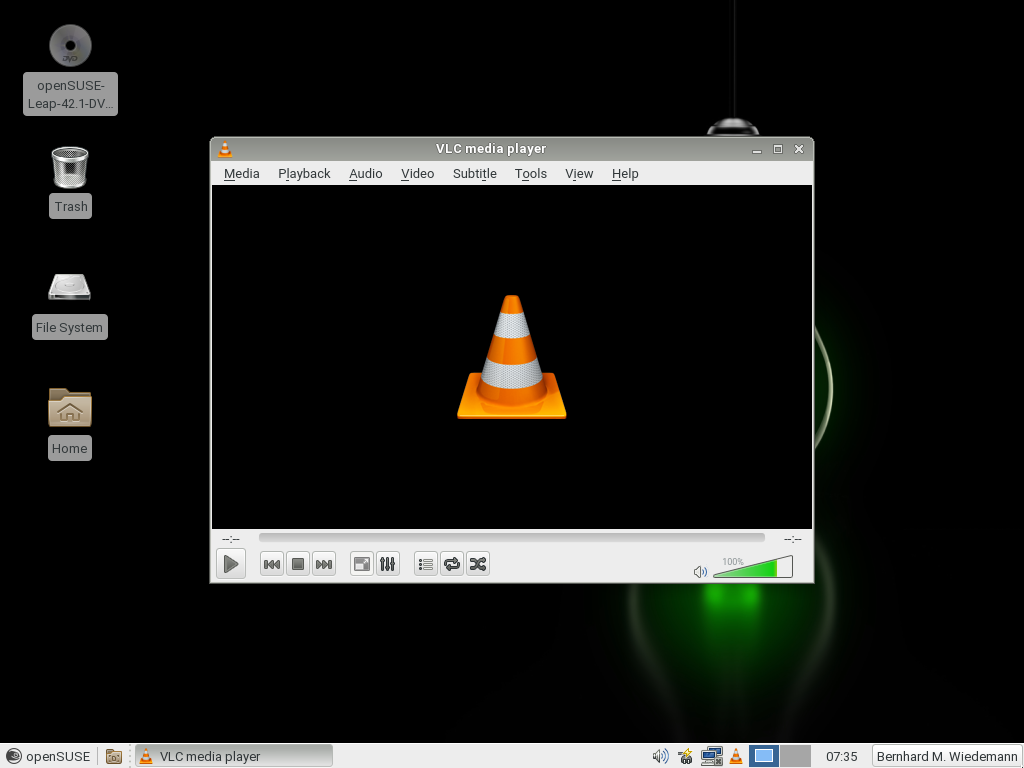 openSUSE-
Leap-42.1-DV...
Trash
File System
Home
VLC media player
Media Playback Audio Video Subtitle Tools View Help
--:-- --:--
100%
openSUSE VLC media player 07:35 Bernhard M. Wiedemann